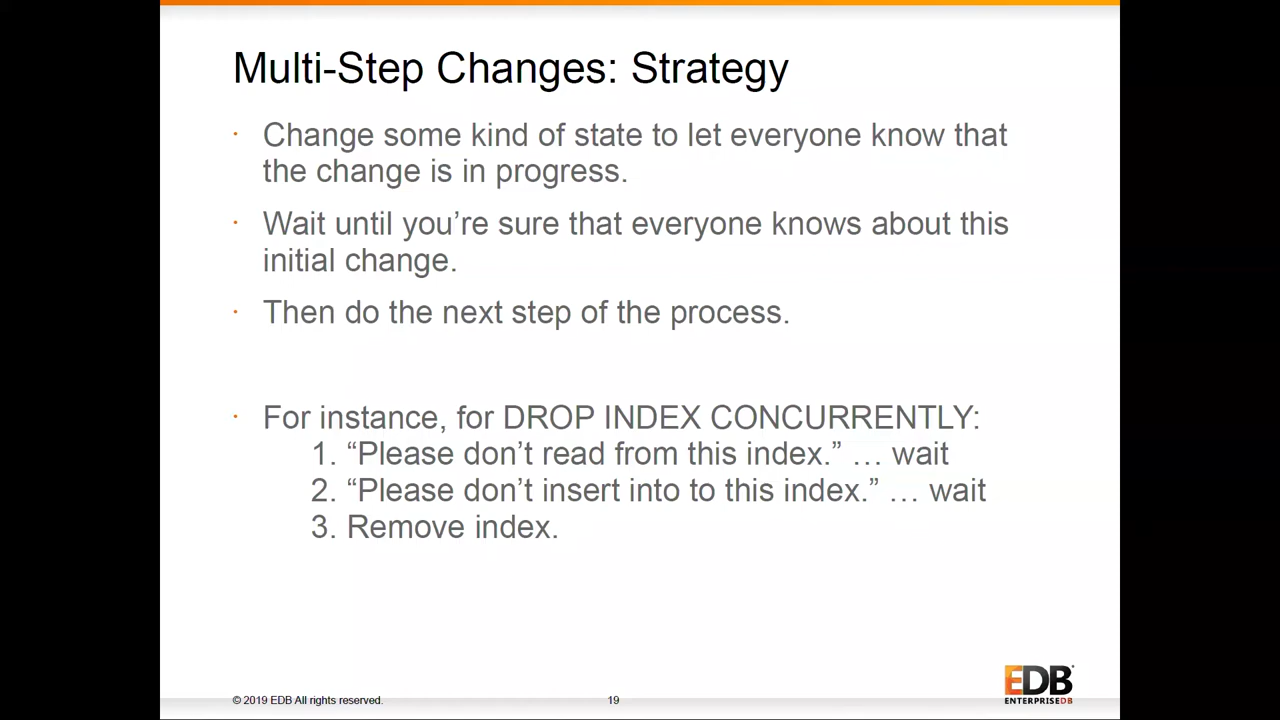 Multi-Step Changes: Strategy
· Change some kind of state to let everyone know that
the change is in progress.
· Wait until you’re sure that everyone knows about this
initial change.
· Then do the next step of the process.
· For instance, for DROP INDEX CONCURRENTLY:
1. “Please don’t read from this index.” … wait
2. “Please don’t insert into to this index.” … wait
3. Remove index.
EDB
ENTERPRISEDB
© 2019 EDB All rights reserved.
19